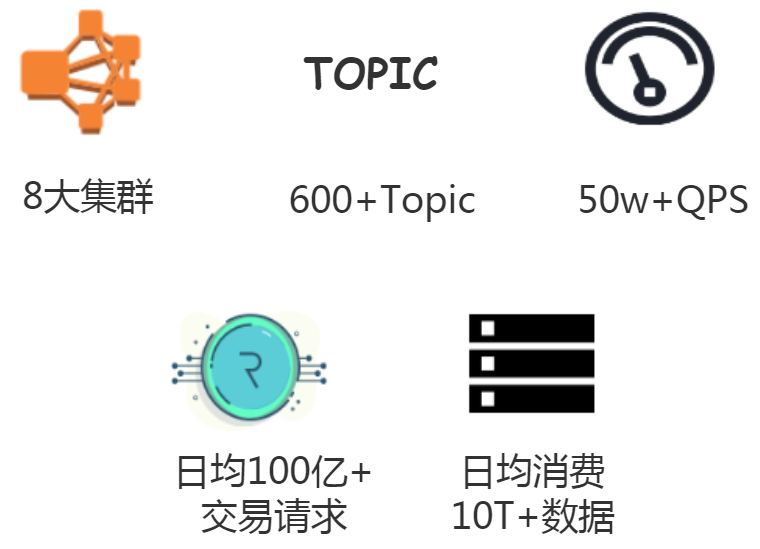 TOPIC
8大集群
600+Topic
50w+QPS
R
日均100亿+
交易请求
日均消费
10T+数据